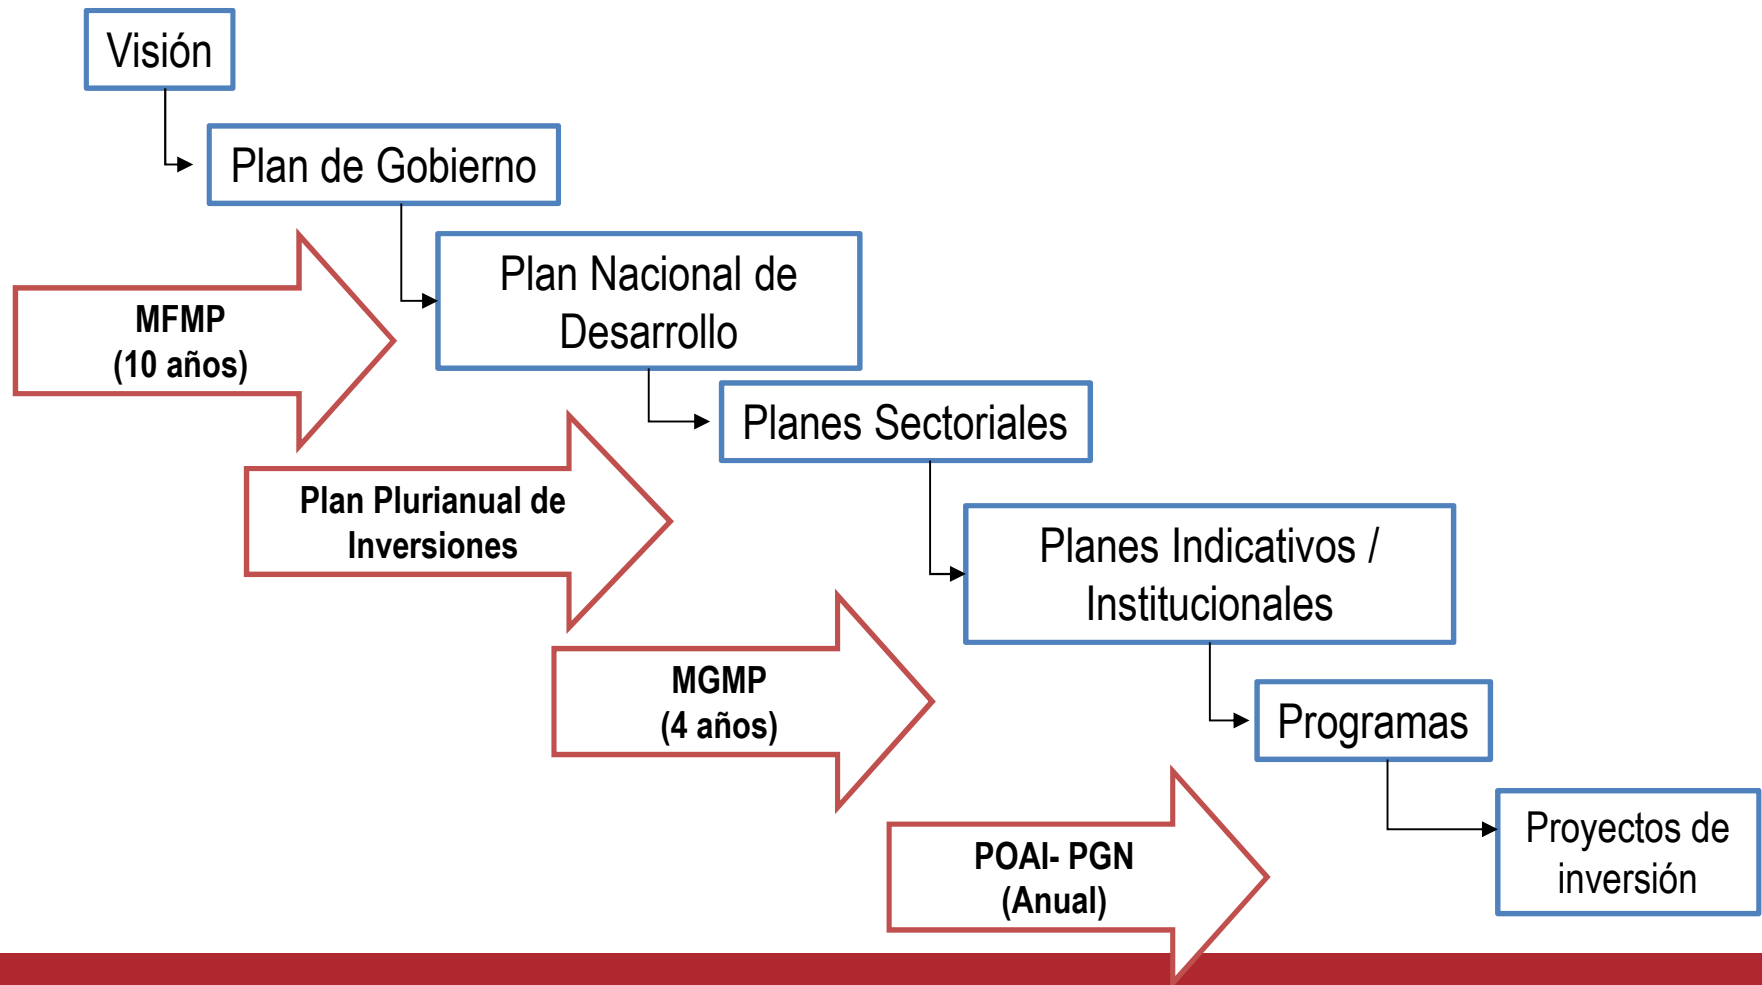 Visión
Plan de Gobierno
Plan Nacional de
Desarrollo
MFMP
(10 años)
Planes Sectoriales
Plan Plurianual de
Inversiones
Planes Indicativos /
Institucionales
MGMP
(4 años)
Programas
Proyectos de
inversión
POAI- PGN
(Anual)